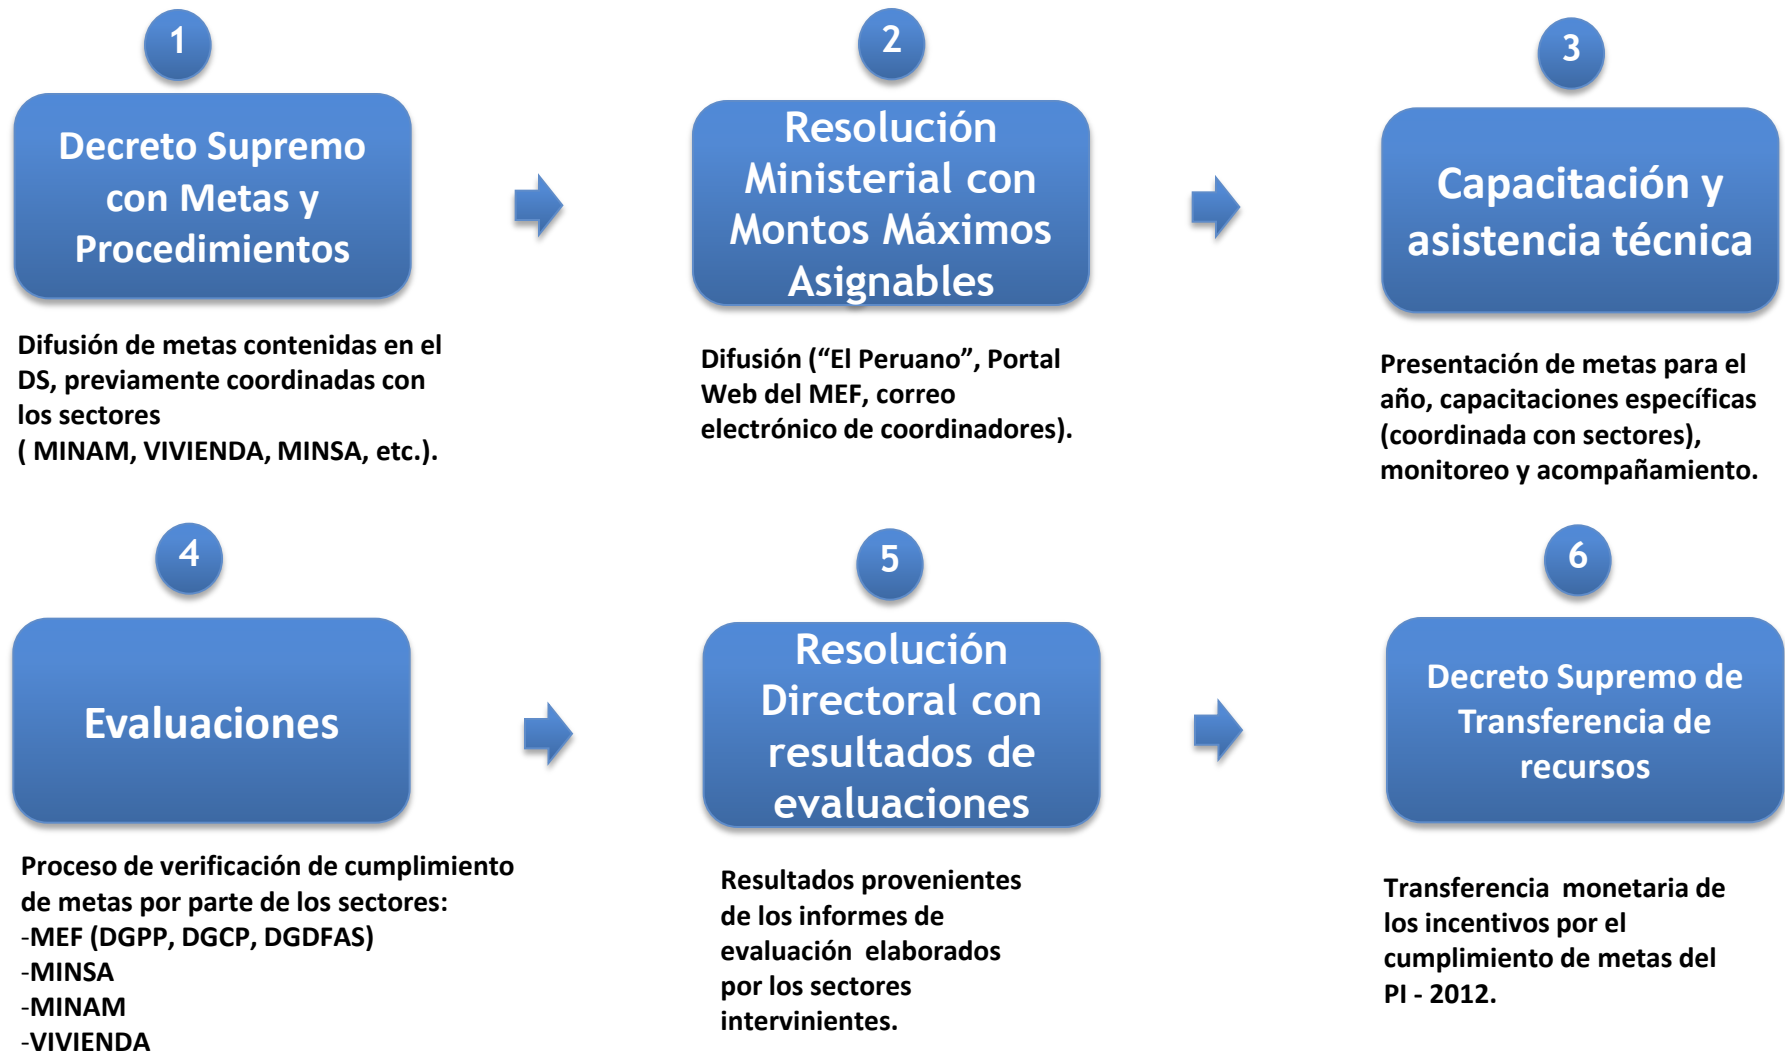 1
Decreto Supremo
con Metas y
Procedimientos
Difusión de metas contenidas en el
DS, previamente coordinadas con
los sectores
( MINAM, VIVIENDA, MINSA, etc.).
2
Resolución
Ministerial con
Montos Máximos
Asignables
Difusión (“El Peruano”, Portal
Web del MEF, correo
electrónico de coordinadores).
3
Capacitación y
asistencia técnica
Presentación de metas para el
año, capacitaciones específicas
(coordinada con sectores),
monitoreo y acompañamiento.
4
Evaluaciones
Proceso de verificación de cumplimiento
de metas por parte de los sectores:
-MEF (DGPP, DGCP, DGDFAS)
-MINSA
-MINAM
-VIVIENDA
5
Resolución
Directoral con
resultados de
evaluaciones
Resultados provenientes
de los informes de
evaluación elaborados
por los sectores
intervinientes.
6
Decreto Supremo de
Transferencia de
recursos
Transferencia monetaria de
los incentivos por el
cumplimiento de metas del
PI - 2012.